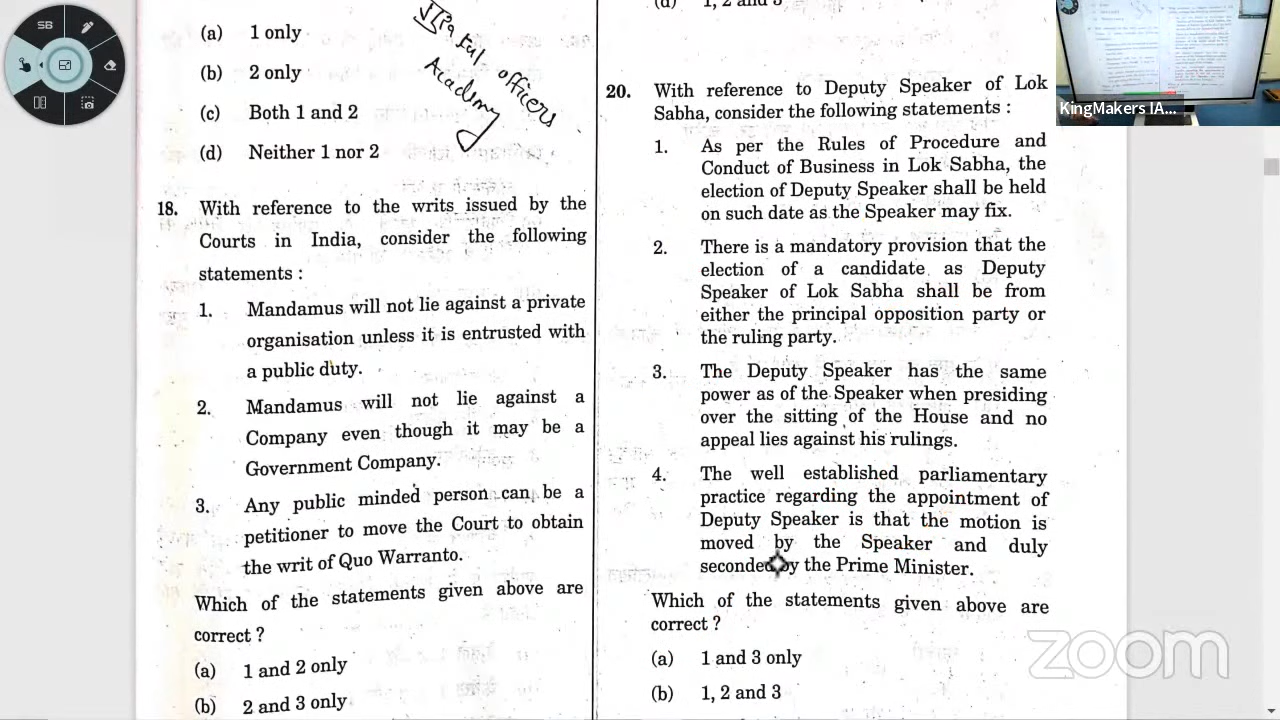 SB
(a) 1 only
(b) 2 only
(c) Both 1 and 2
(d) Neither 1 nor 2
Officers
Academy
18. With reference to the writs issued by the
Courts in India, consider the following
statements :
1. Mandamus will not lie against a private
organisation unless it is entrusted with
a public duty.
2. Mandamus will not lie against a
Company even though it may be a
Government Company.
3. Any public minded person can be a
petitioner to move the Court to obtain
the writ of Quo Warranto.
Which of the statements given above are
correct ?
(a) 1 and 2 only
(b) 2 and 3 only
(d) 1, 2 and 3
20. With reference to Deputy Speaker of Lok
Sabha, consider the following statements :
1. As per the Rules of Procedure and
Conduct of Business in Lok Sabha, the
election of Deputy Speaker shall be held
on such date as the Speaker may fix.
2. There is a mandatory provision that the
election of a candidate as Deputy
Speaker of Lok Sabha shall be from
either the principal opposition party or
the ruling party.
3. The Deputy Speaker has the same
power as of the Speaker when presiding
over the sitting of the House and no
appeal lies against his rulings.
4. The well established parliamentary
practice regarding the appointment of
Deputy Speaker is that the motion is
moved by the Speaker and duly
seconded by the Prime Minister.
Which of the statements given above are
correct ?
(a) 1 and 3 only
(b) 1, 2 and 3
KingMakers IA...
zoom